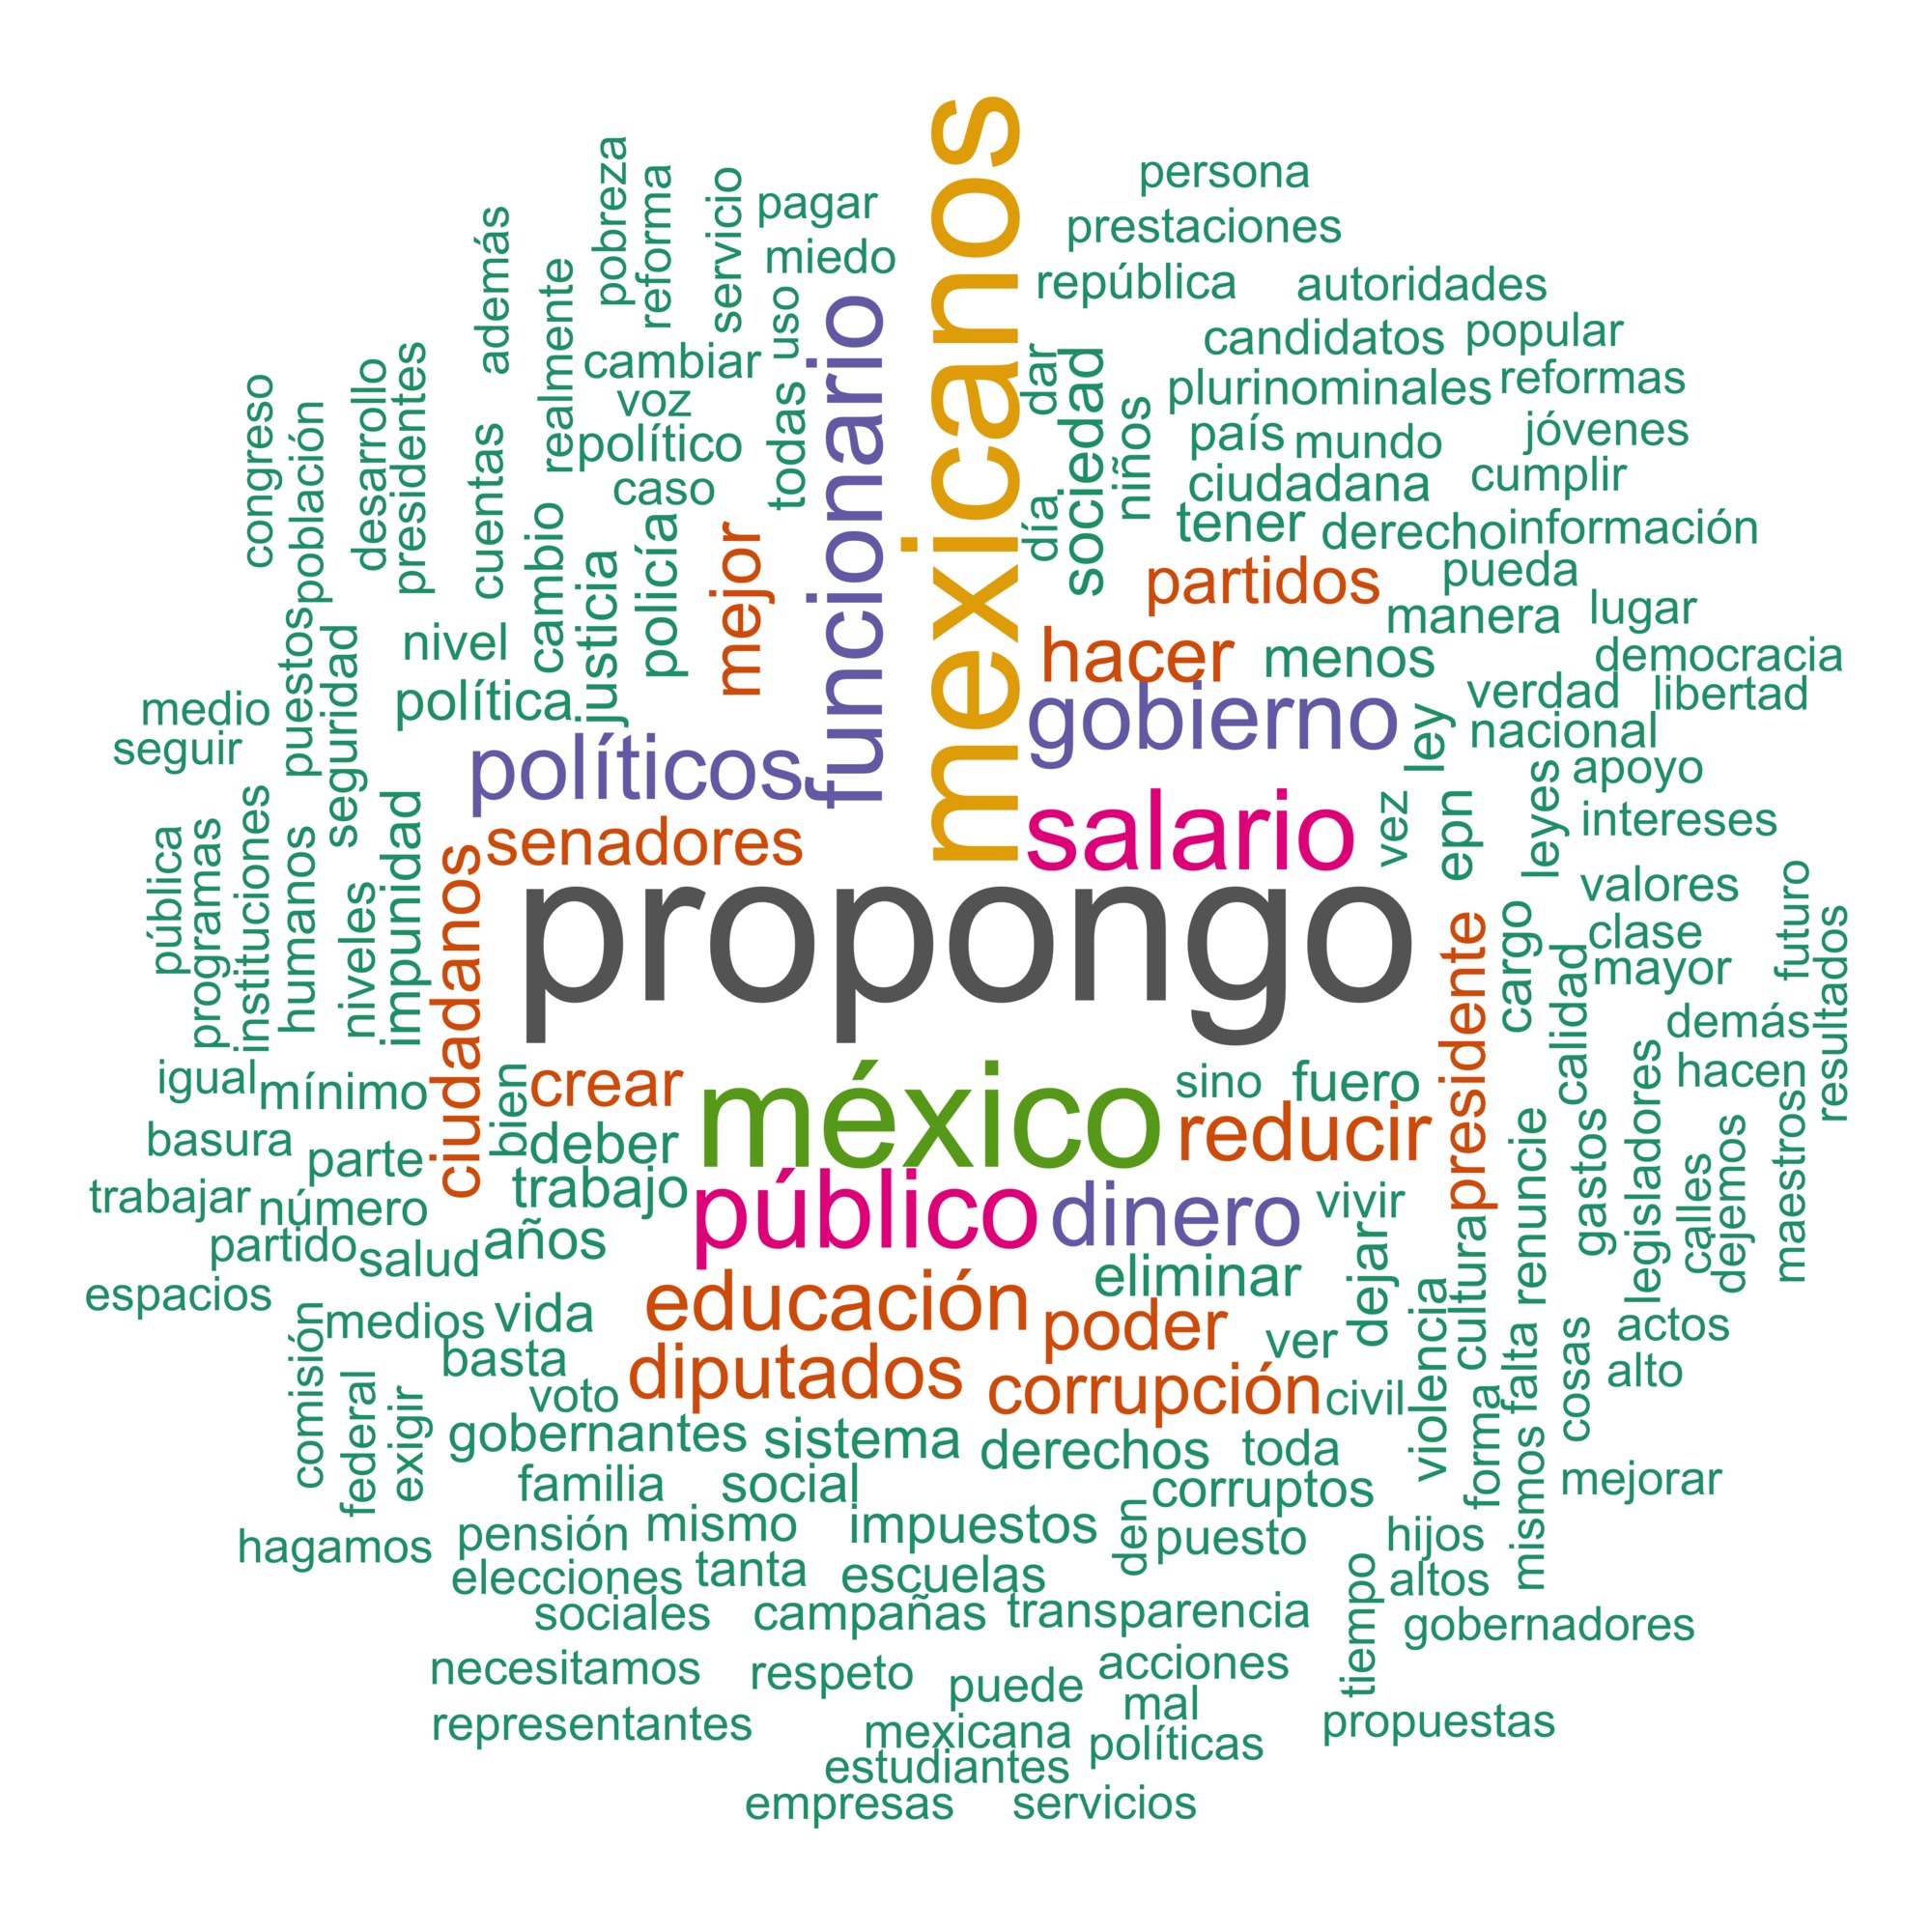 persona
pobreza
reforma
servicio
pagar
prestaciones
mexicanos
además
miedo
república
autoridades
realmente
uso
funcionario
candidatos
popular
cambiar
dar
sociedad
plurinominales
reformas
congreso
población
desarrollo
presidentes
voz
todas
niños
país
mundo
jóvenes
cuentas
político
ciudadana
cumplir
caso
día
tener
derecho
información
cambio
justicia
policía
mejor
partidos
pueda
manera
lugar
puestos
seguridad
nivel
hacer
menos
democracia
medio
política
gobierno
ley
verdad
libertad
seguir
nacional
políticos
apoyo
senadores
salario
vez
epn
leyes
intereses
pública
programas
instituciones
humanos
niveles
impunidad
ciudadanos
propongo
presidente
cargo
calidad
valores
clase
mayor
futuro
resultados
demás
igual
mínimo
bien
crear
méxico
sino
fuero
hacen
basura
parte
deber
reducir
renuncie
gastos
legisladores
calles
dejemos
maestros
trabajar
número
trabajo
público
dinero
vivir
partido
salud
años
eliminar
dejar
cultura
espacios
medios
vida
educación
poder
ver
violencia
falta
cosas
actos
comisión
basta
diputados
corrupción
civil
alto
federal
exigir
voto
gobernantes
sistema
derechos
toda
forma
mismos
familia
social
corruptos
mejorar
hagamos
pensión
mismo
impuestos
den
puesto
hijos
elecciones
tanta
escuelas
altos
sociales
campañas
transparencia
tiempo
gobernadores
necesitamos
respeto
puede
acciones
mal
representantes
mexicana
políticas
propuestas
estudiantes
empresas
servicios